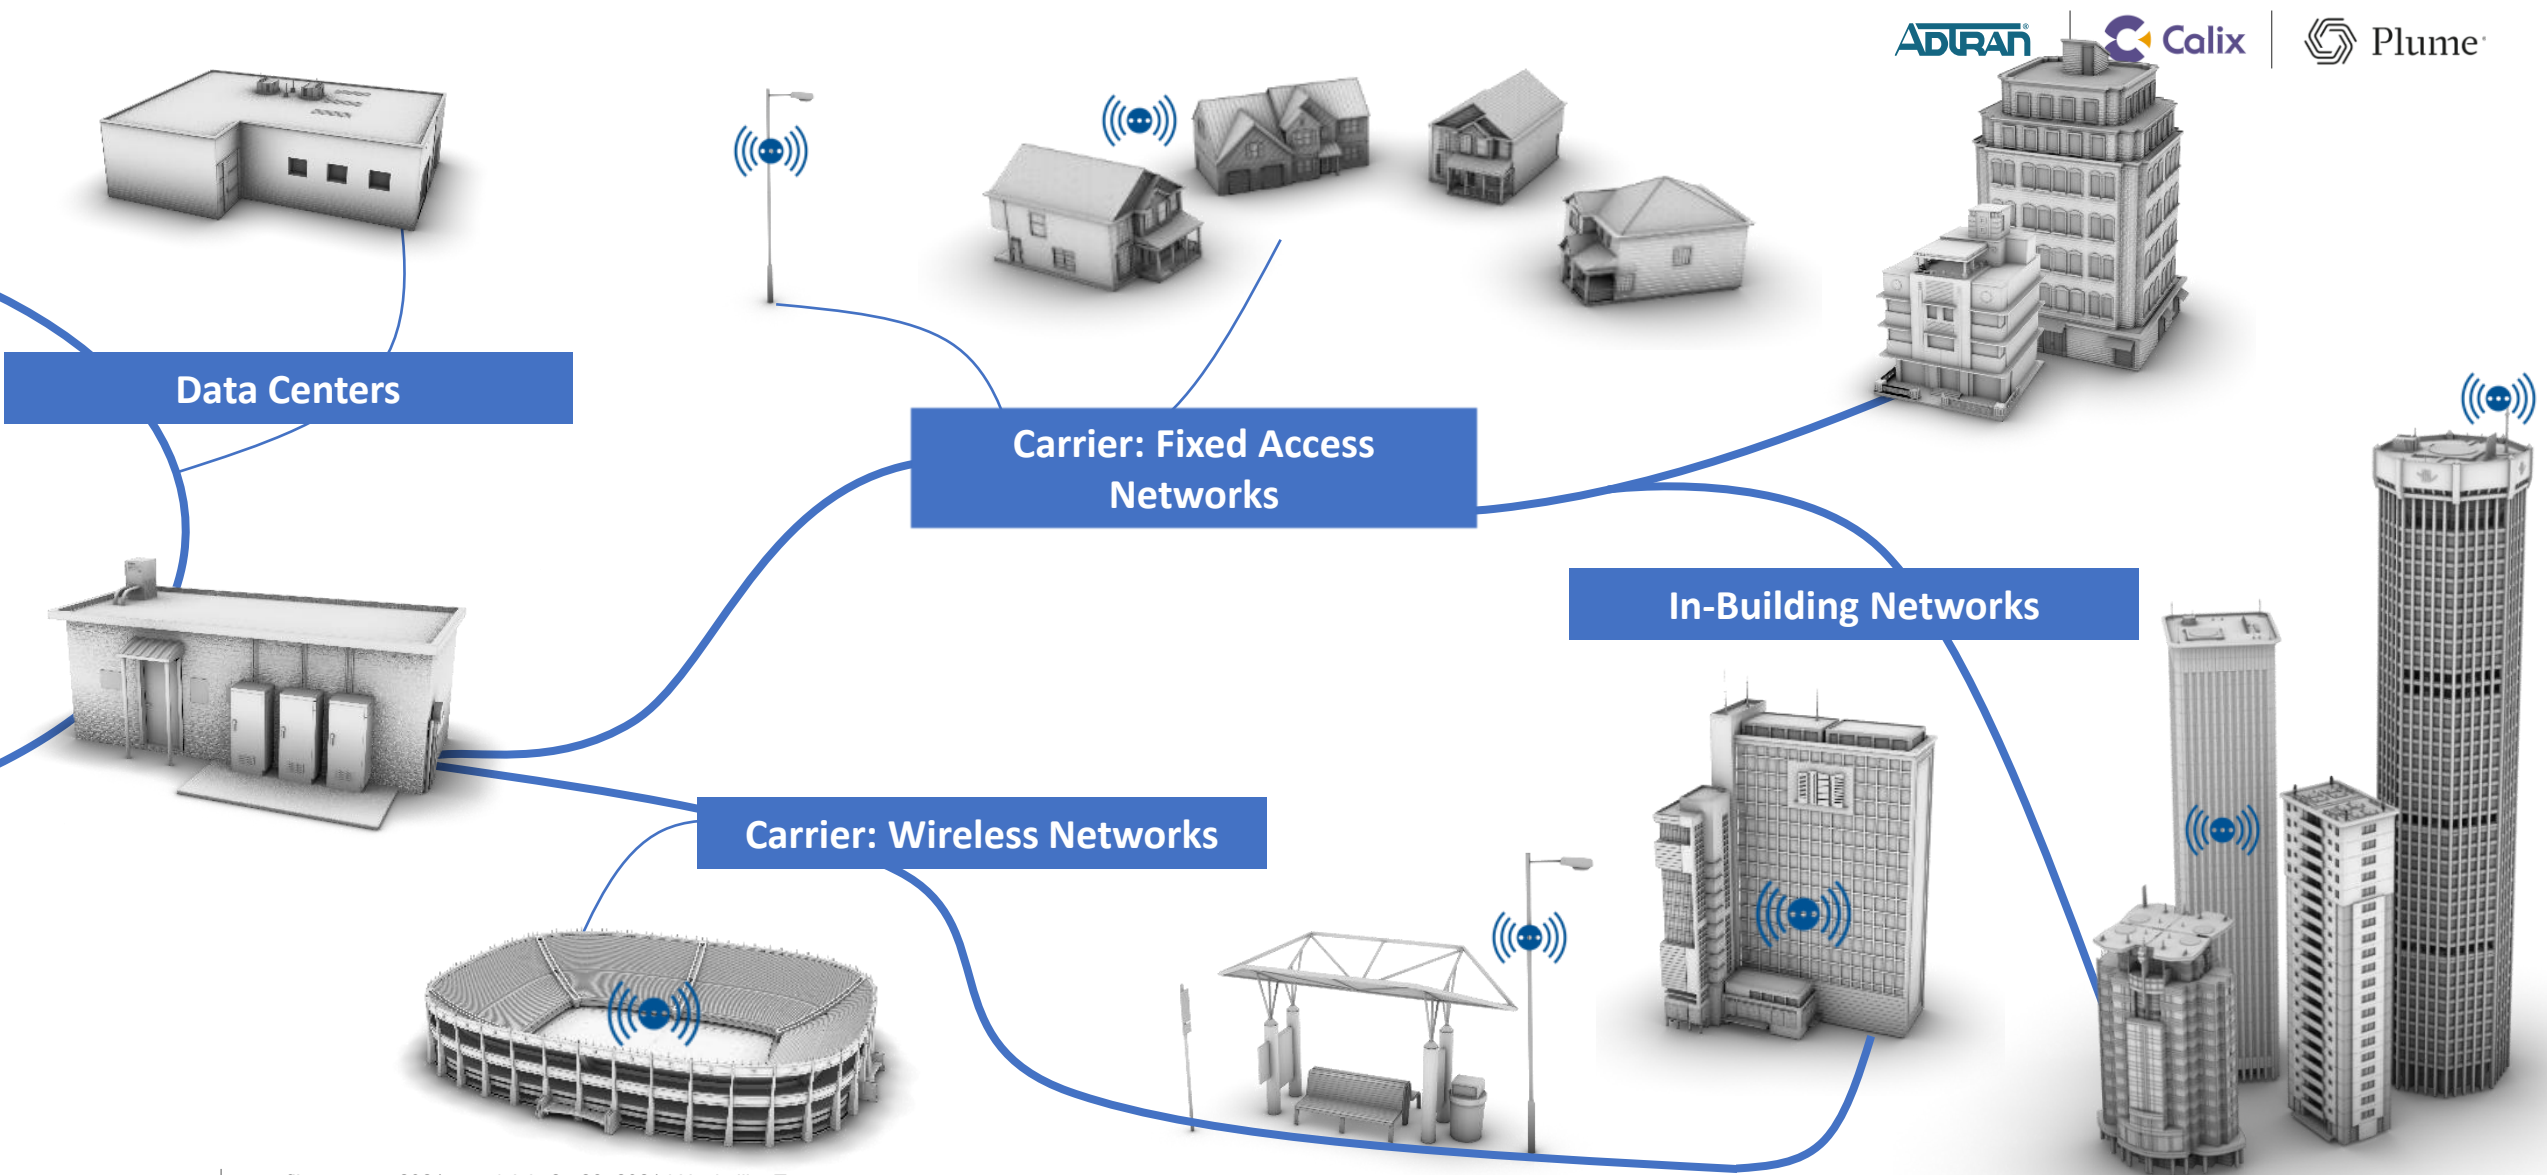 ADTRAN
Calix
Plume
Data Centers
Carrier: Fixed Access
Networks
In-Building Networks
Carrier: Wireless Networks